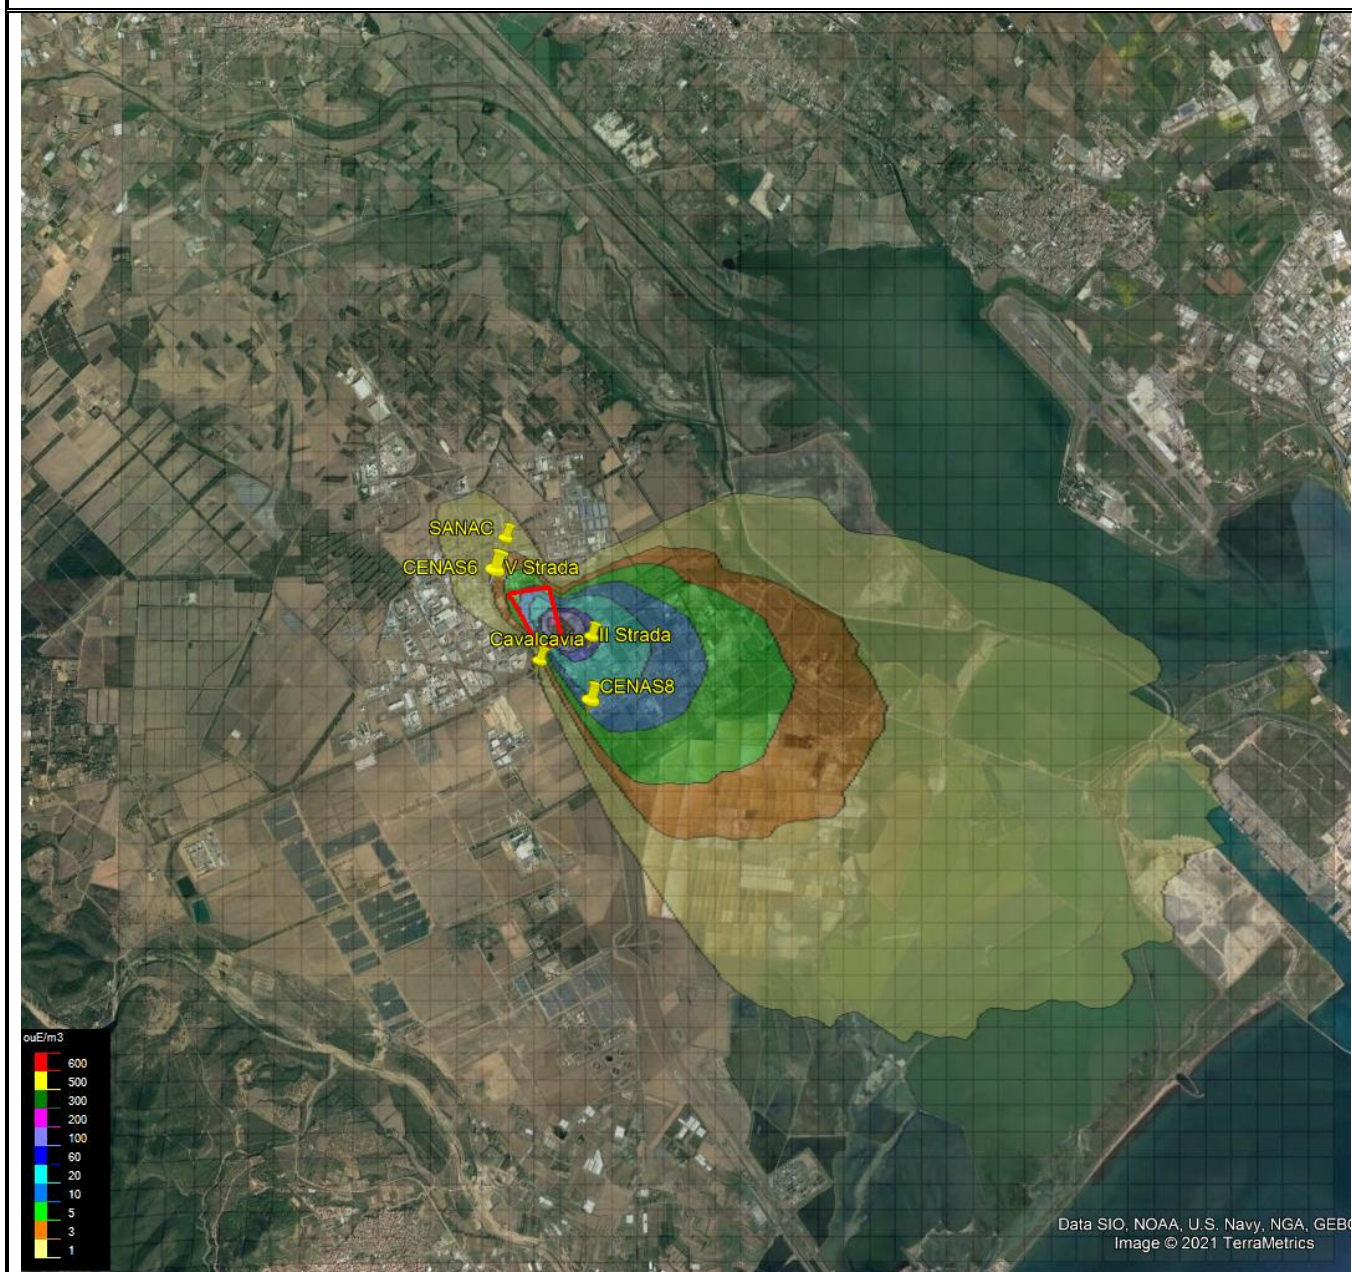 SANAC
CENAS6
V Strada
Cavalcavia
II Strada
CENAS8
ouE/m3
600
500
300
200
100
60
20
10
5
3
1
Data SIO, NOAA, U.S. Navy, NGA, GEBC
Image © 2021 TerraMetrics